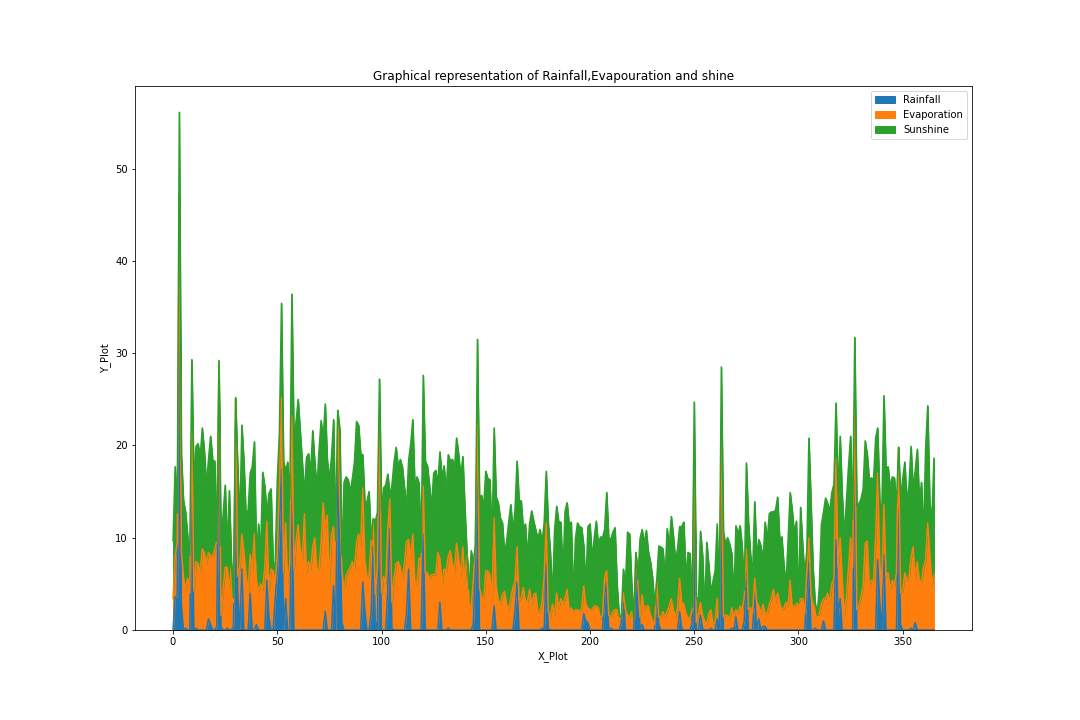 Graphical representation of Rainfall,Evapouration and shine
Rainfall
Evaporation
Sunshine
Y_Plot
50
40
30
20
10
0
0 50 100 150 200 250 300 350
X_Plot